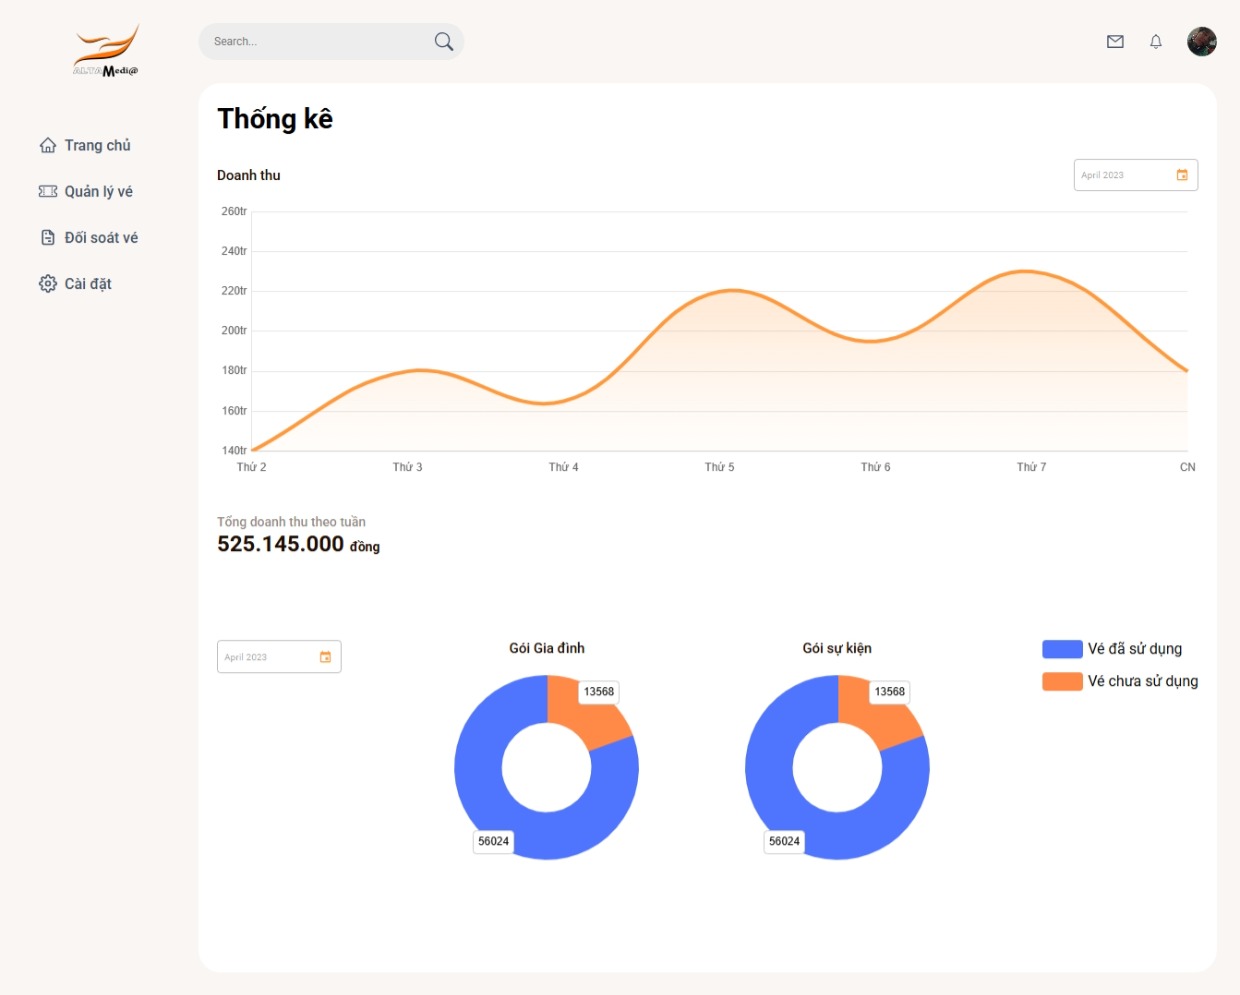 ALTA Medi@
Search...
Trang chủ
Quản lý vé
Đối soát vé
Cài đặt
Thống kê
Doanh thu
April 2023
260tr
240tr
220tr
200tr
180tr
160tr
140tr
Thứ 2
Thứ 3
Thứ 4
Thứ 5
Thứ 6
Thứ 7
CN
Tổng doanh thu theo tuần
525.145.000 đồng
April 2023
Gói Gia đình
13568
56024
Gói sự kiện
13568
56024
Vé đã sử dụng
Vé chưa sử dụng